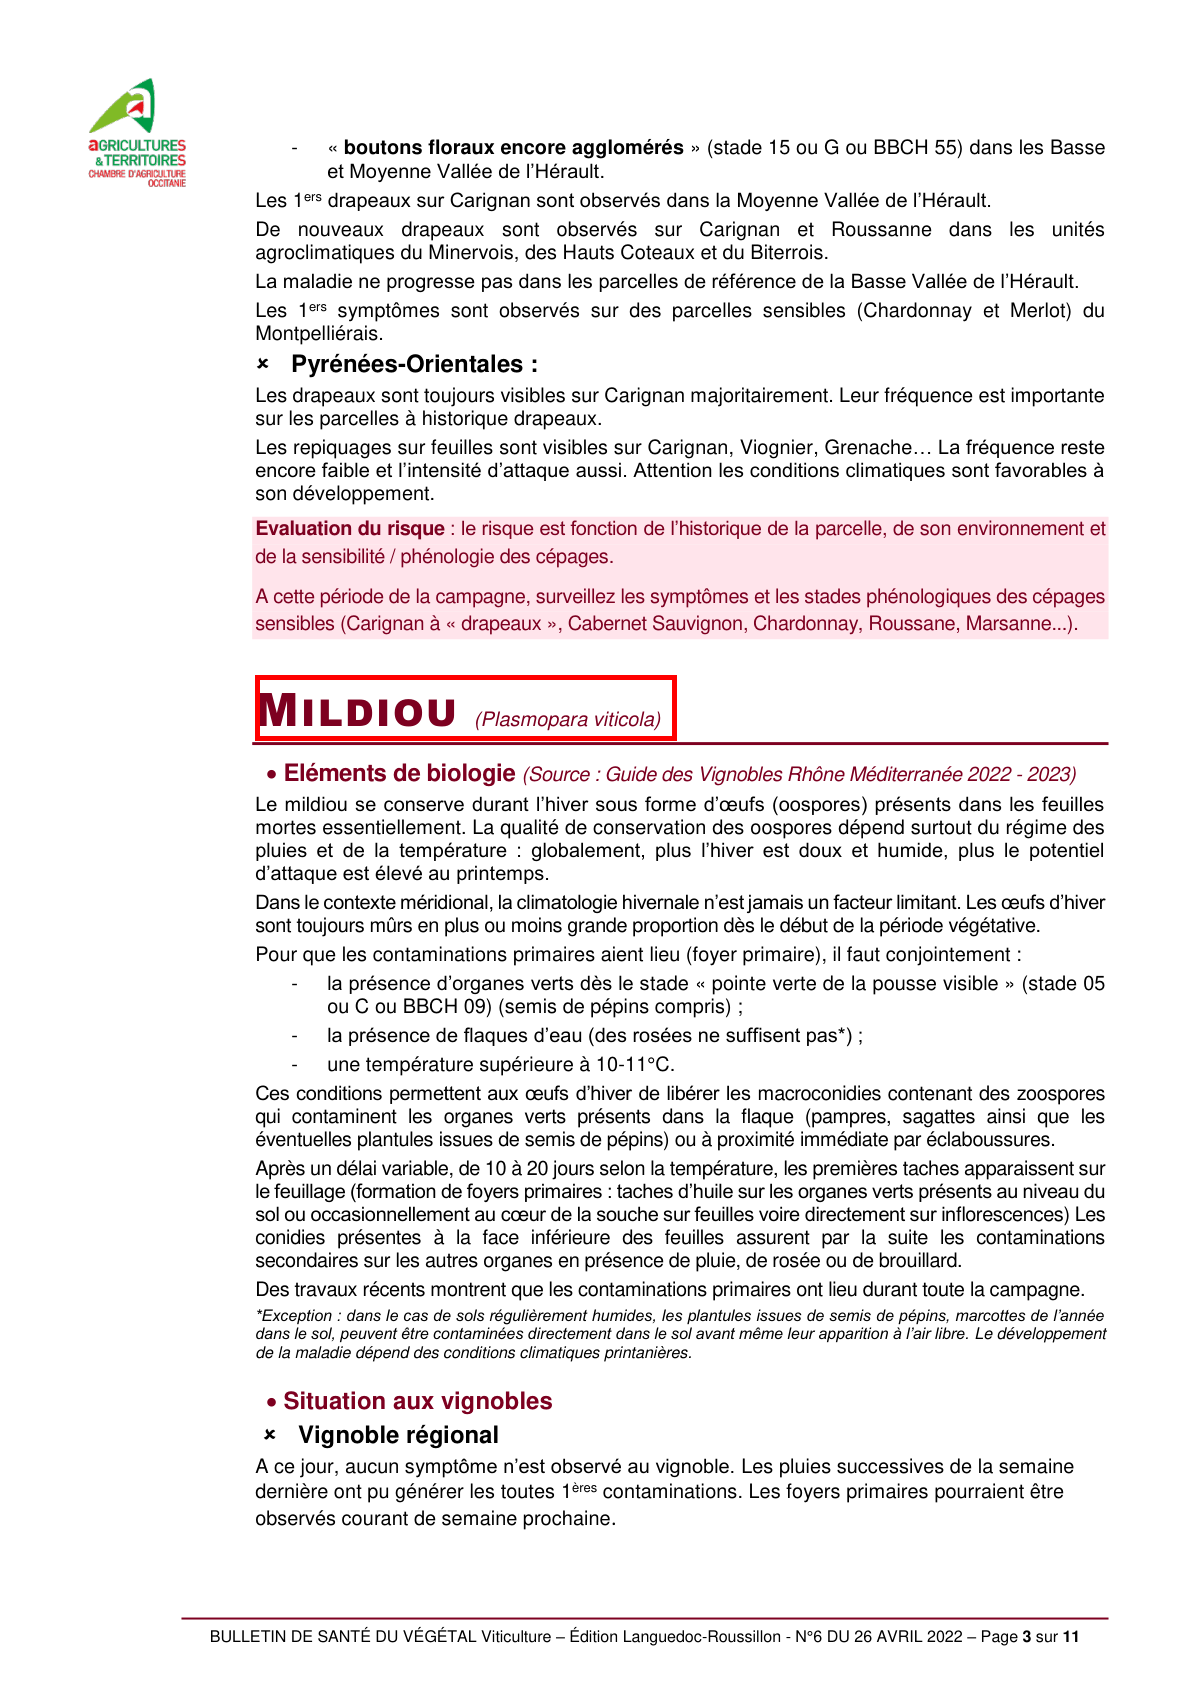 aGRICULTURES
& TERRITOIRES
CHAMBRE D'AGRICULTURE
OCCITANIE
- « boutons floraux encore agglomérés » (stade 15 ou G ou BBCH 55) dans les Basse
et Moyenne Vallée de l’Hérault.
Les 1ers drapeaux sur Carignan sont observés dans la Moyenne Vallée de l’Hérault.
De nouveaux drapeaux sont observés sur Carignan et Roussanne dans les unités
agroclimatiques du Minervois, des Hauts Coteaux et du Biterrois.
La maladie ne progresse pas dans les parcelles de référence de la Basse Vallée de l’Hérault.
Les 1ers symptômes sont observés sur des parcelles sensibles (Chardonnay et Merlot) du
Montpelliérais.
× Pyrénées-Orientales :
Les drapeaux sont toujours visibles sur Carignan majoritairement. Leur fréquence est importante
sur les parcelles à historique drapeaux.
Les repiquages sur feuilles sont visibles sur Carignan, Viognier, Grenache… La fréquence reste
encore faible et l’intensité d’attaque aussi. Attention les conditions climatiques sont favorables à
son développement.
Evaluation du risque : le risque est fonction de l’historique de la parcelle, de son environnement et
de la sensibilité / phénologie des cépages.
A cette période de la campagne, surveillez les symptômes et les stades phénologiques des cépages
sensibles (Carignan à « drapeaux », Cabernet Sauvignon, Chardonnay, Roussane, Marsanne...).
MILDIOU (Plasmopara viticola)
• Eléments de biologie (Source : Guide des Vignobles Rhône Méditerranée 2022 - 2023)
Le mildiou se conserve durant l’hiver sous forme d’œufs (oospores) présents dans les feuilles
mortes essentiellement. La qualité de conservation des oospores dépend surtout du régime des
pluies et de la température : globalement, plus l’hiver est doux et humide, plus le potentiel
d’attaque est élevé au printemps.
Dans le contexte méridional, la climatologie hivernale n’est jamais un facteur limitant. Les œufs d’hiver
sont toujours mûrs en plus ou moins grande proportion dès le début de la période végétative.
Pour que les contaminations primaires aient lieu (foyer primaire), il faut conjointement :
- la présence d’organes verts dès le stade « pointe verte de la pousse visible » (stade 05
ou C ou BBCH 09) (semis de pépins compris) ;
- la présence de flaques d’eau (des rosées ne suffisent pas*) ;
- une température supérieure à 10-11°C.
Ces conditions permettent aux œufs d’hiver de libérer les macroconidies contenant des zoospores
qui contaminent les organes verts présents dans la flaque (pampres, sagattes ainsi que les
éventuelles plantules issues de semis de pépins) ou à proximité immédiate par éclaboussures.
Après un délai variable, de 10 à 20 jours selon la température, les premières taches apparaissent sur
le feuillage (formation de foyers primaires : taches d’huile sur les organes verts présents au niveau du
sol ou occasionnellement au cœur de la souche sur feuilles voire directement sur inflorescences) Les
conidies présentes à la face inférieure des feuilles assurent par la suite les contaminations
secondaires sur les autres organes en présence de pluie, de rosée ou de brouillard.
Des travaux récents montrent que les contaminations primaires ont lieu durant toute la campagne.
*Exception : dans le cas de sols régulièrement humides, les plantules issues de semis de pépins, marcottes de l’année
dans le sol, peuvent être contaminées directement dans le sol avant même leur apparition à l’air libre. Le développement
de la maladie dépend des conditions climatiques printanières.
• Situation aux vignobles
× Vignoble régional
A ce jour, aucun symptôme n’est observé au vignoble. Les pluies successives de la semaine
dernière ont pu générer les toutes 1ères contaminations. Les foyers primaires pourraient être
observés courant de semaine prochaine.
BULLETIN DE SANTÉ DU VÉGÉTAL Viticulture – Édition Languedoc-Roussillon - N°6 DU 26 AVRIL 2022 – Page 3 sur 11